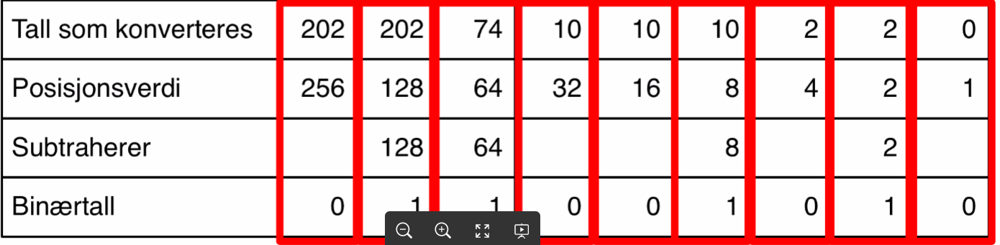 Tall som konverteres 202 202 74 10 10 10 2 2 0
Posisjonsverdi 256 128 64 32 16 8 4 2 1
Subtraherer 128 64 8 2
Binærtall 0 1 1 0 0 1 0 1 0